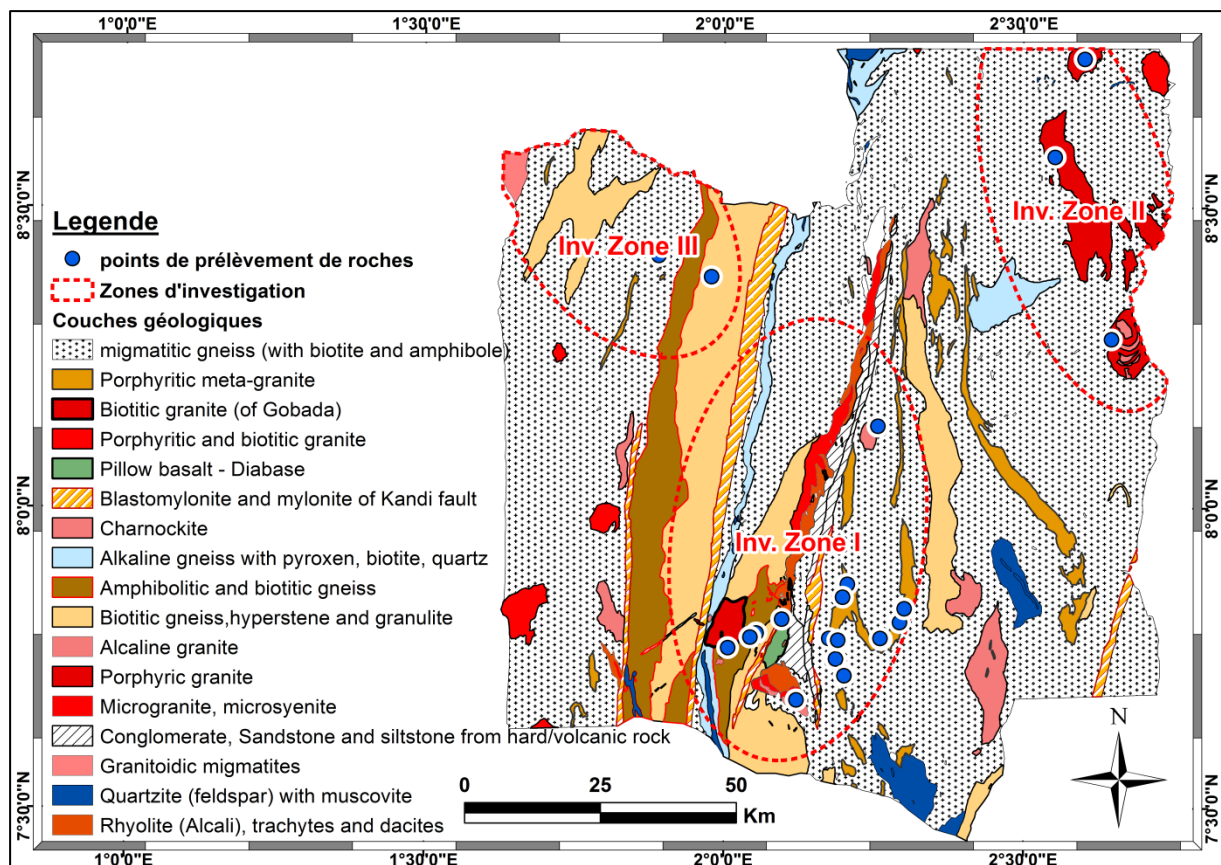 1°0'0"E 1°30'0"E 2°0'0"E 2°30'0"E
8°30'0"N
8°30'0"N
Inv. Zone II
Inv. Zone III
Legende
points de prélèvement de roches
Zones d'investigation
Couches géologiques
migmatitic gneiss (with biotite and amphibole)
Porphyritic meta-granite
Biotitic granite (of Gobada)
Porphyritic and biotitic granite
Pillow basalt - Diabase
Blastomylonite and mylonite of Kandi fault
Charnockite
Alkaline gneiss with pyroxen, biotite, quartz
Amphibolitic and biotitic gneiss
Biotitic gneiss,hyperstene and granulite
Alcaline granite
Porphyric granite
Microgranite, microsyenite
Conglomerate, Sandstone and siltstone from hard/volcanic rock
Granitoidic migmatites
Quartzite (feldspar) with muscovite
Rhyolite (Alcali), trachytes and dacites
8°0'0"N
8°0'0"N
Inv. Zone I
N
0 25 50
Km
7°30'0"N
7°30'0"N
1°0'0"E 1°30'0"E 2°0'0"E 2°30'0"E